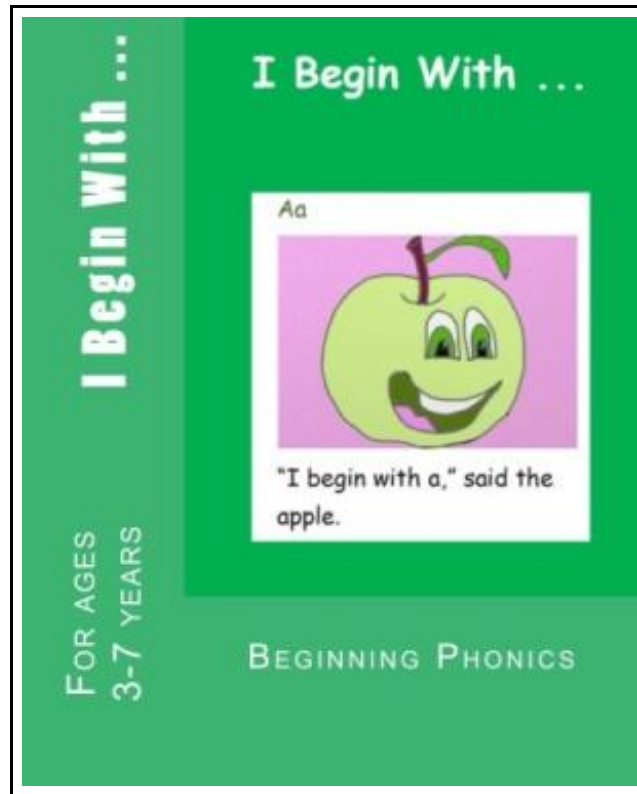 I Begin With ...
For ages
3-7 years
I Begin With ...
Aa
"I begin with a," said the
apple.
Beginning Phonics